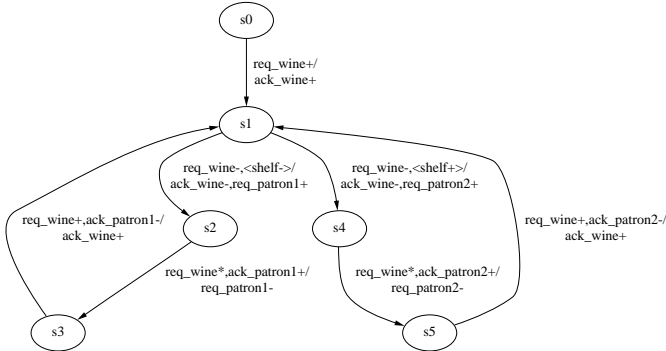 s0
req_wine+/
ack_wine+
s1
req_wine-,<shelf->/
ack_wine-,req_patron1+
req_wine-,<shelf+>/
ack_wine-,req_patron2+
req_wine+,ack_patron1-/
ack_wine+
s2
s4
req_wine+,ack_patron2-/
ack_wine+
req_wine*,ack_patron1+/
req_patron1-
req_wine*,ack_patron2+/
req_patron2-
s3
s5